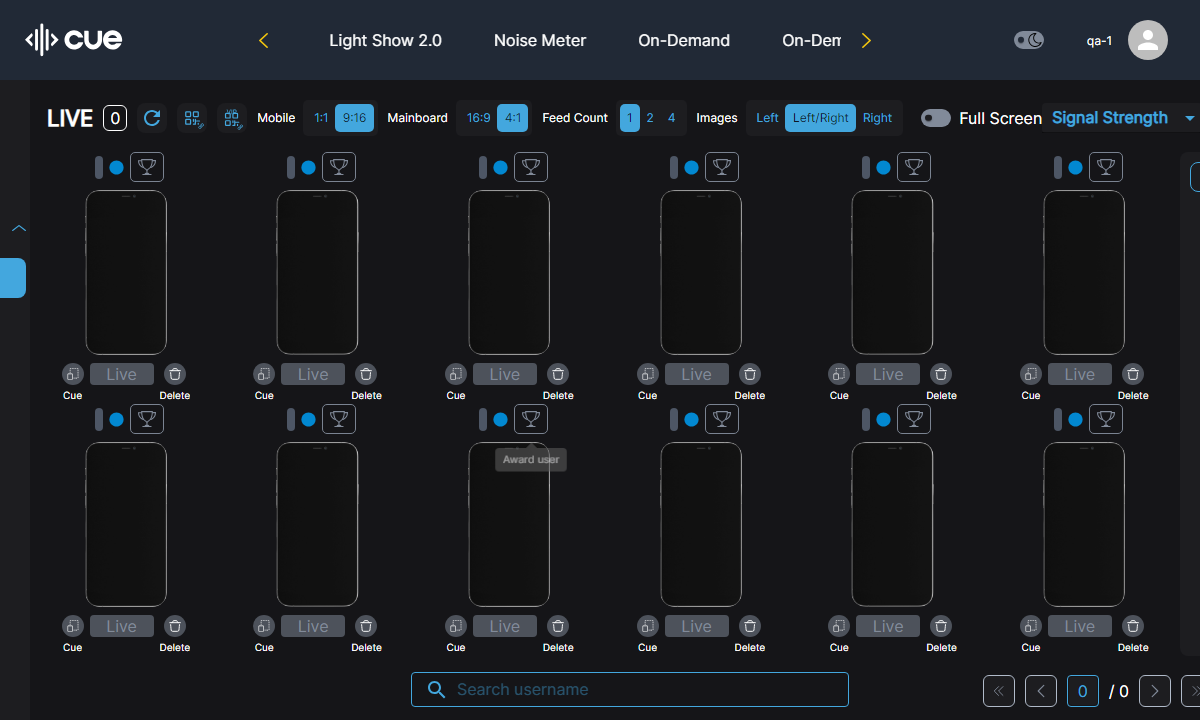 cue
Light Show 2.0
Noise Meter
On-Demand
On-Dem
qa-1
LIVE 0
Mobile 1:1 9:16
Mainboard 16:9 4:1
Feed Count 1 2 4
Images Left Left/Right Right
Full Screen
Signal Strength
Live Live Live Live Live Live
Cue Delete Cue Delete Cue Delete Cue Delete Cue Delete Cue Delete
Award user
Live Live Live Live Live Live
Cue Delete Cue Delete Cue Delete Cue Delete Cue Delete Cue Delete
Search username
0 / 0